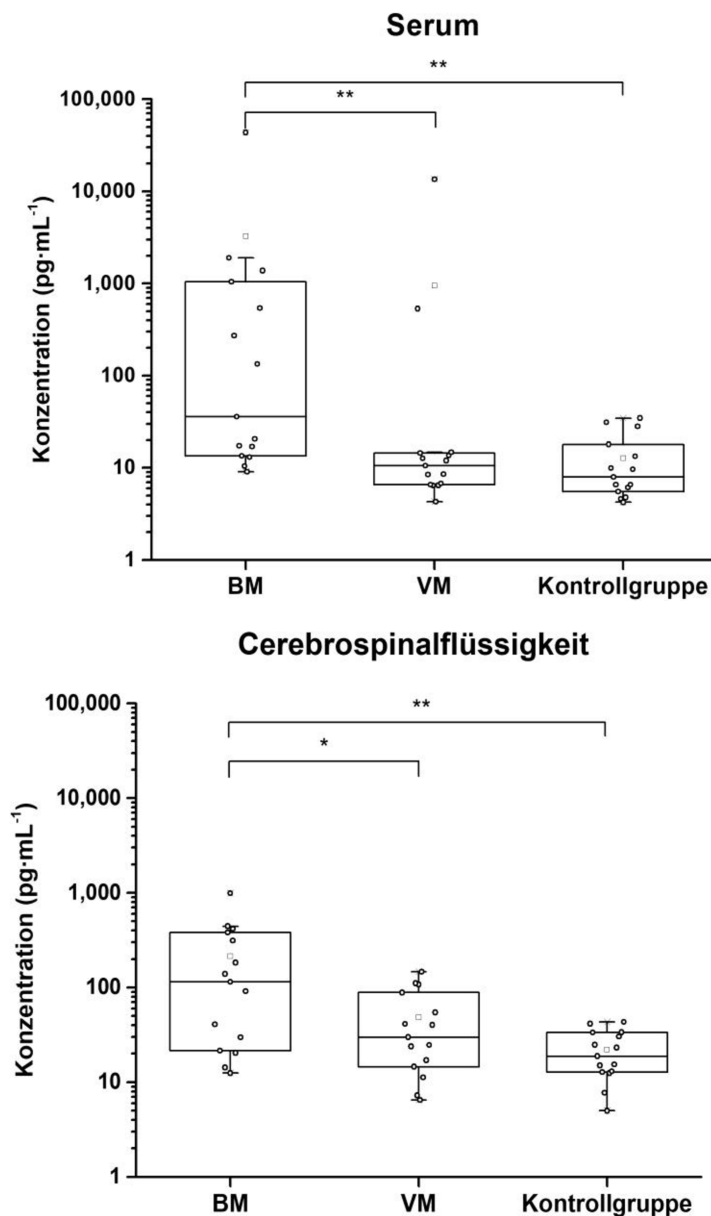 Serum
**
**
Konzentration (pg·mL⁻¹)
100,000
10,000
1,000
100
10
1
BM VM Kontrollgruppe
Cerebrospinalflüssigkeit
**
*
Konzentration (pg·mL⁻¹)
100,000
10,000
1,000
100
10
1
BM VM Kontrollgruppe